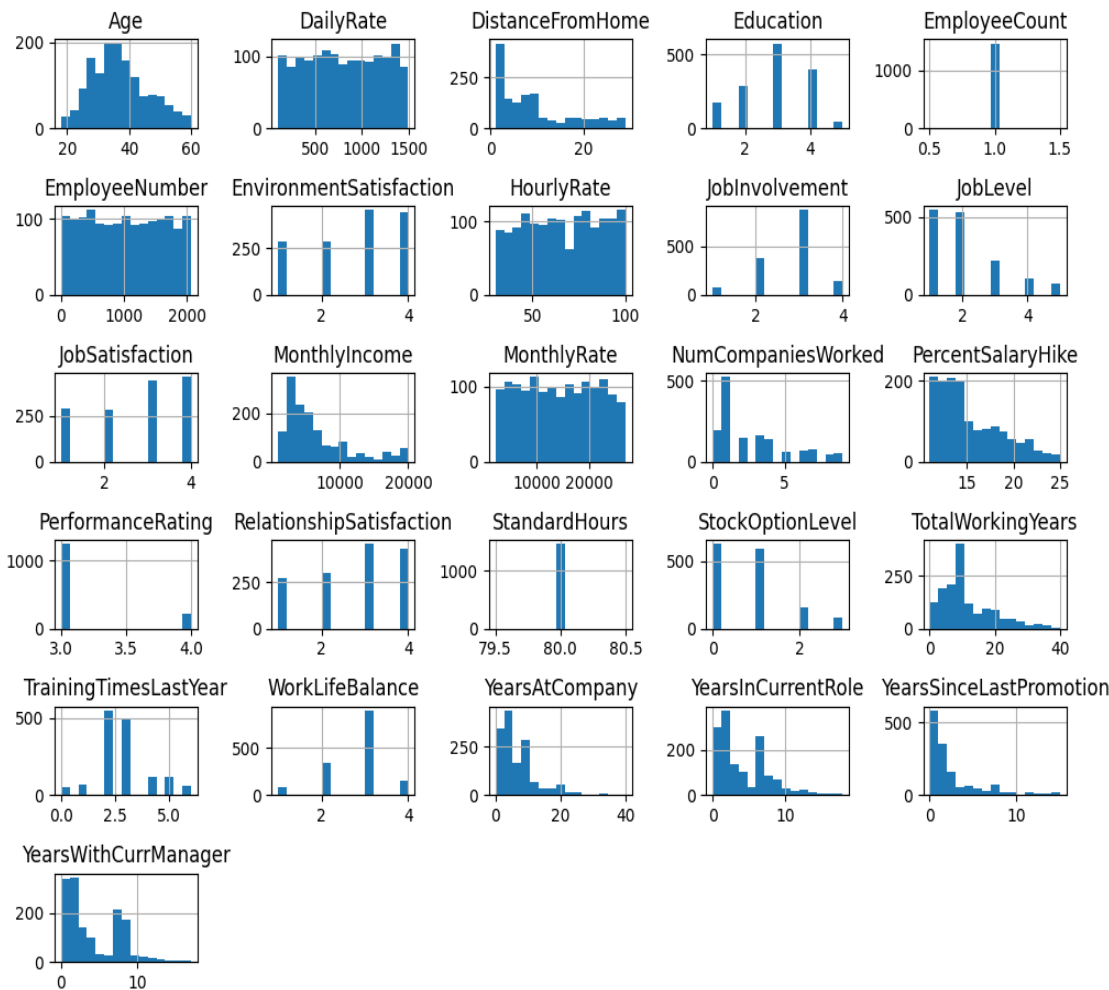 Age DailyRate DistanceFromHome Education EmployeeCount
200 100 250 500 1000
0 0 0 0 0
20 40 60 500 1000 1500 0 20 2 4 0.5 1.0 1.5
EmployeeNumber EnvironmentSatisfaction HourlyRate JobInvolvement JobLevel
100 250 100 500 500
0 0 0 0 0
0 1000 2000 2 4 50 100 2 4 2 4
JobSatisfaction MonthlyIncome MonthlyRate NumCompaniesWorked PercentSalaryHike
250 200 100 500 200
100
0 0 0 0 0
2 4 10000 20000 10000 20000 0 5 15 20 25
PerformanceRating RelationshipSatisfaction StandardHours StockOptionLevel TotalWorkingYears
1000 250 1000 500 250
0 0 0 0 0
3.0 3.5 4.0 2 4 79.5 80.0 80.5 0 2 0 20 40
TrainingTimesLastYear WorkLifeBalance YearsAtCompany YearsInCurrentRole YearsSinceLastPromotion
500 500 250 200 500
0 0 0 0 0
0.0 2.5 5.0 2 4 0 20 40 0 10 0 10
YearsWithCurrManager
200
0
0 10